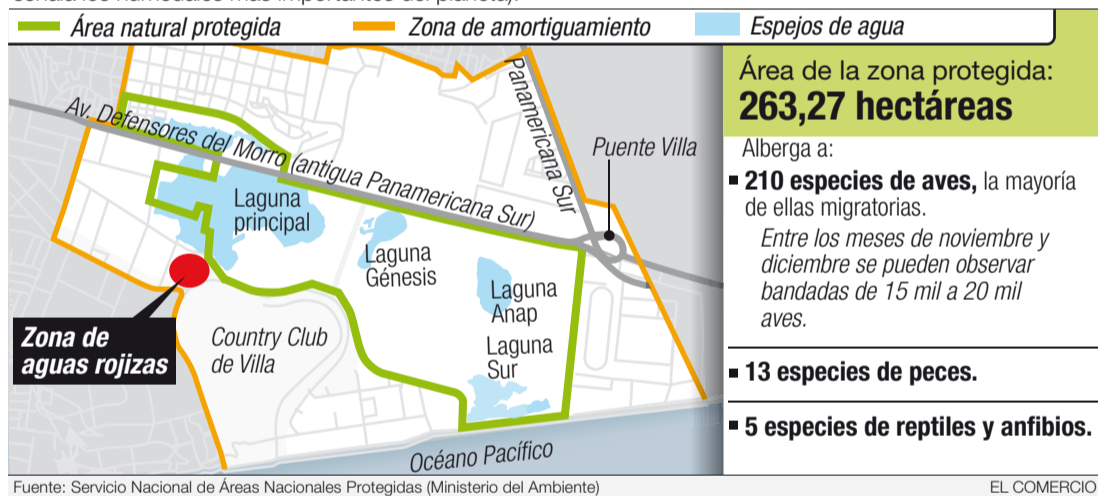 Área natural protegida
Zona de amortiguamiento
Espejos de agua
Av. Defensores del Morro (antigua Panamericana Sur)
Panamericana Sur
Puente Villa
Laguna
principal
Laguna
Génesis
Laguna
Anap
Laguna
Sur
Zona de
aguas rojizas
Country Club
de Villa
Océano Pacífico
Área de la zona protegida:
263,27 hectáreas
Alberga a:
210 especies de aves, la mayoría
de ellas migratorias.
Entre los meses de noviembre y
diciembre se pueden observar
bandadas de 15 mil a 20 mil
aves.
13 especies de peces.
5 especies de reptiles y anfibios.
Fuente: Servicio Nacional de Áreas Nacionales Protegidas (Ministerio del Ambiente)
EL COMERCIO